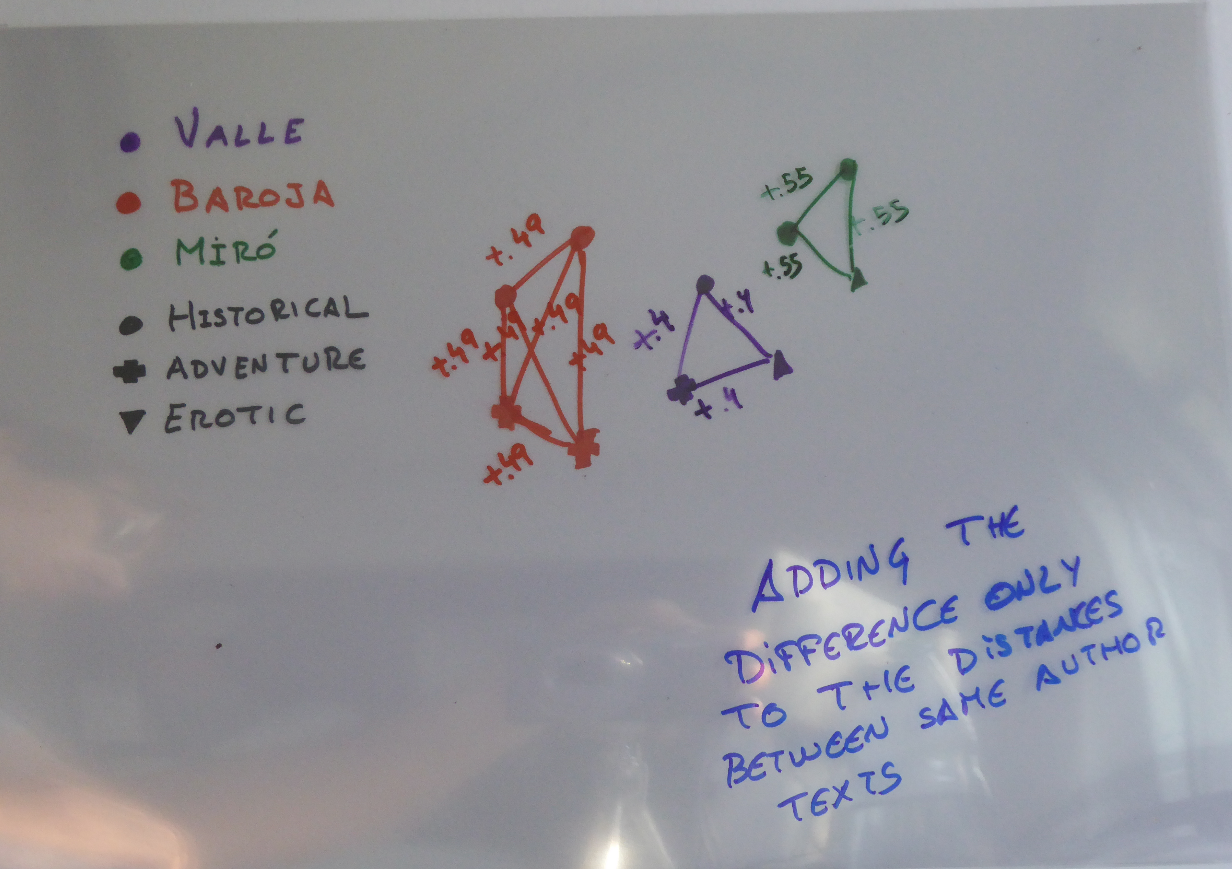 VALLE
BAROJA
MIRÓ
HISTORICAL
ADVENTURE
EROTIC
+.49
+.49
+.49
+.49
+.49
+.49
+.4
+.4
+.4
+.55
+.55
+.55
ADDING THE
DIFFERENCE ONLY
TO THE DISTANCES
BETWEEN SAME AUTHOR
TEXTS